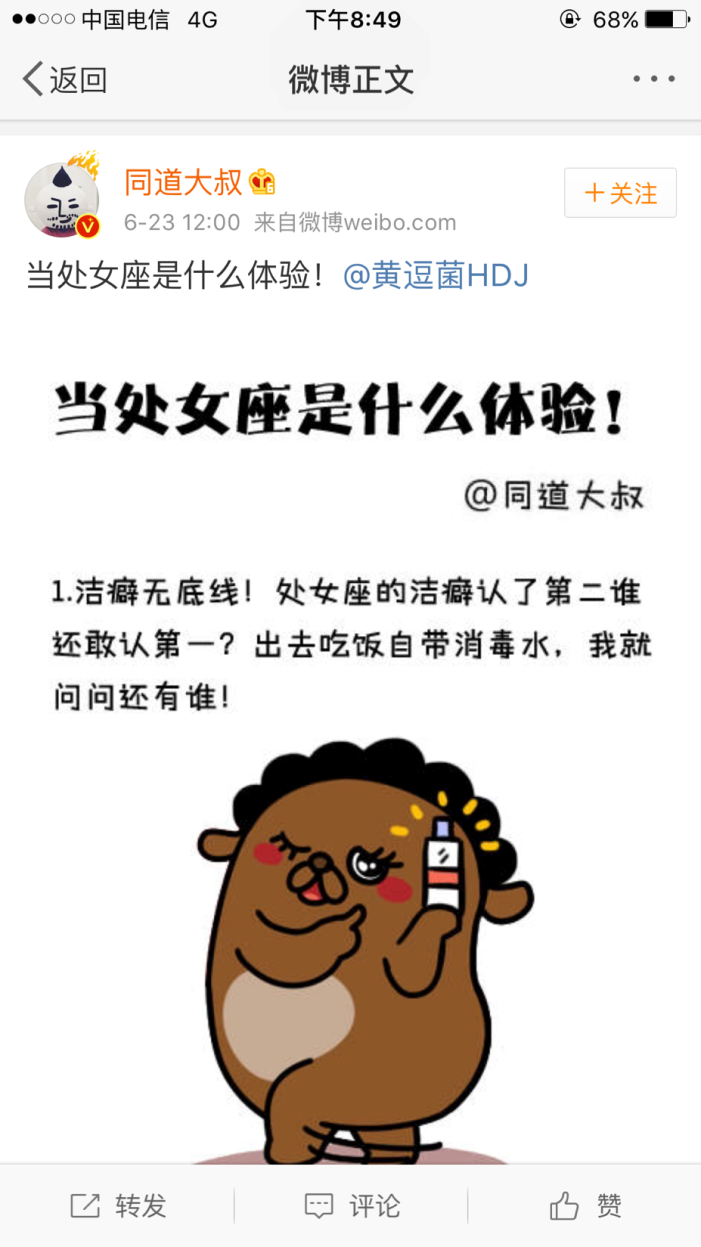 中国电信 4G 下午8:49 68%
返回 微博正文
同道大叔
+关注
6-23 12:00 来自微博weibo.com
当处女座是什么体验！@黄逗菌HDJ
当处女座是什么体验!
@同道大叔
1.洁癖无底线! 处女座的洁癖认了第二谁
还敢认第一? 出去吃饭自带消毒水, 我就
问问还有谁!
转发 评论 赞